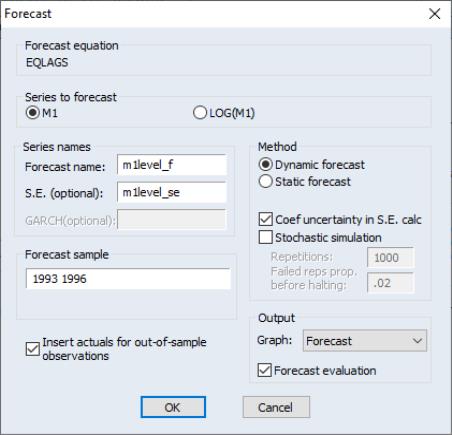 Forecast
Forecast equation
EQLAGS
Series to forecast
M1
LOG(M1)
Series names
Forecast name: m1level_f
S.E. (optional): m1level_se
GARCH(optional):
Method
Dynamic forecast
Static forecast
Coef uncertainty in S.E. calc
Stochastic simulation
Repetitions: 1000
Failed reps prop.
before halting: .02
Forecast sample
1993 1996
Insert actuals for out-of-sample
observations
Output
Graph: Forecast
Forecast evaluation
OK
Cancel